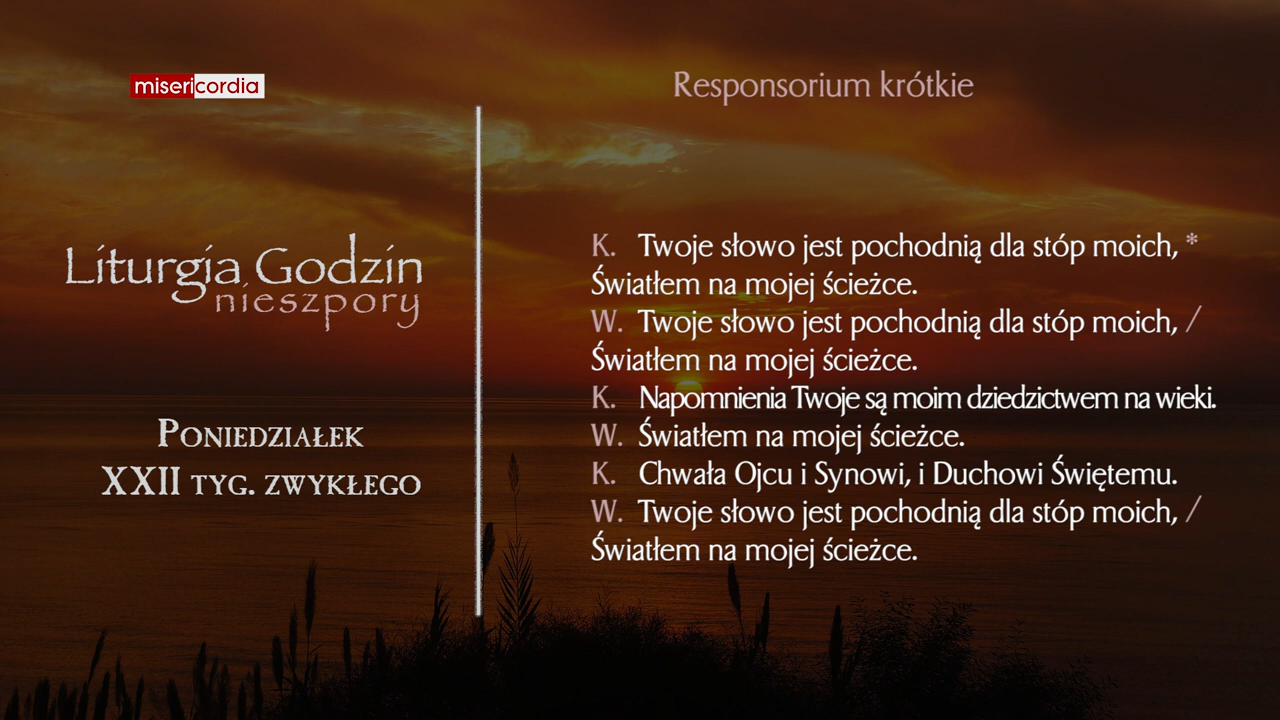 misericordia
Liturgia Godzin
nieszpory
Poniedziałek
XXII tyg. zwykłego
Responsorium krótkie
K. Twoje słowo jest pochodnią dla stóp moich, *
Światłem na mojej ścieżce.
W. Twoje słowo jest pochodnią dla stóp moich, /
Światłem na mojej ścieżce.
K. Napomnienia Twoje są moim dziedzictwem na wieki.
W. Światłem na mojej ścieżce.
K. Chwała Ojcu i Synowi, i Duchowi Świętemu.
W. Twoje słowo jest pochodnią dla stóp moich, /
Światłem na mojej ścieżce.